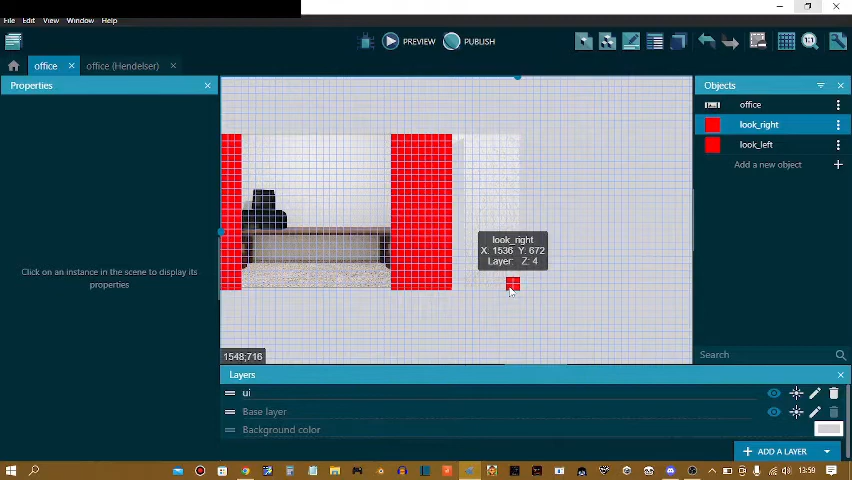 File Edit View Window Help
PREVIEW PUBLISH
1:1
office × office (Hendelser) ×
Properties ×
Click on an instance in the scene to display its
properties
look_right
X: 1536 Y: 672
Layer: Z: 4
1548;716
Objects
office
look_right
look_left
Add a new object +
Search
Layers
ui
Base layer
Background color
+ ADD A LAYER
13:59